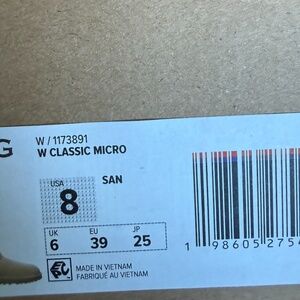 G
W / 1173891
W CLASSIC MICRO
USA
8
SAN
UK EU JP
6 39 25
1 98605 2754
MADE IN VIETNAM
FABRIQUÉ AU VIETNAM